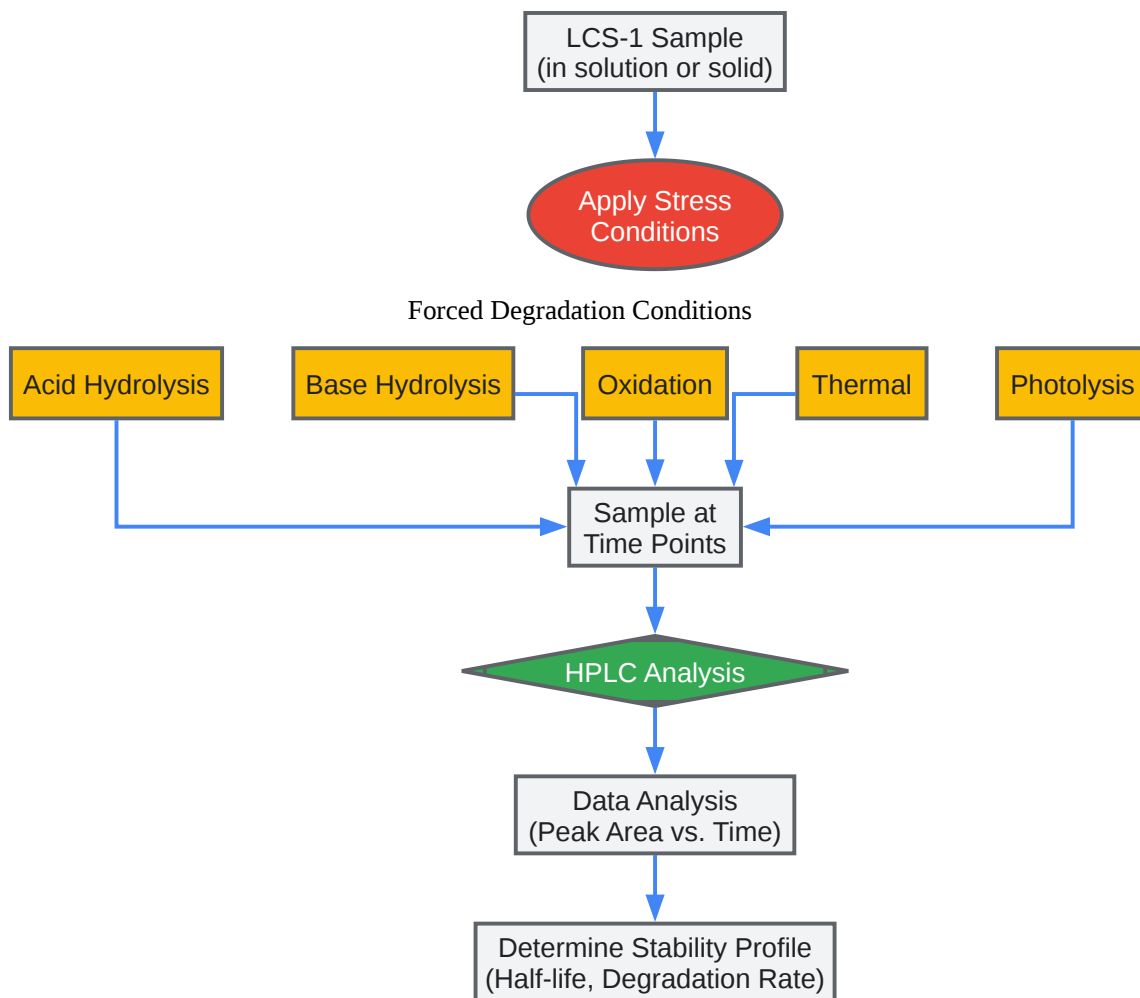 LCS-1 Sample
(in solution or solid)
Apply Stress
Conditions
Forced Degradation Conditions
Acid Hydrolysis
Base Hydrolysis
Oxidation
Thermal
Photolysis
Sample at
Time Points
HPLC Analysis
Data Analysis
(Peak Area vs. Time)
Determine Stability Profile
(Half-life, Degradation Rate)